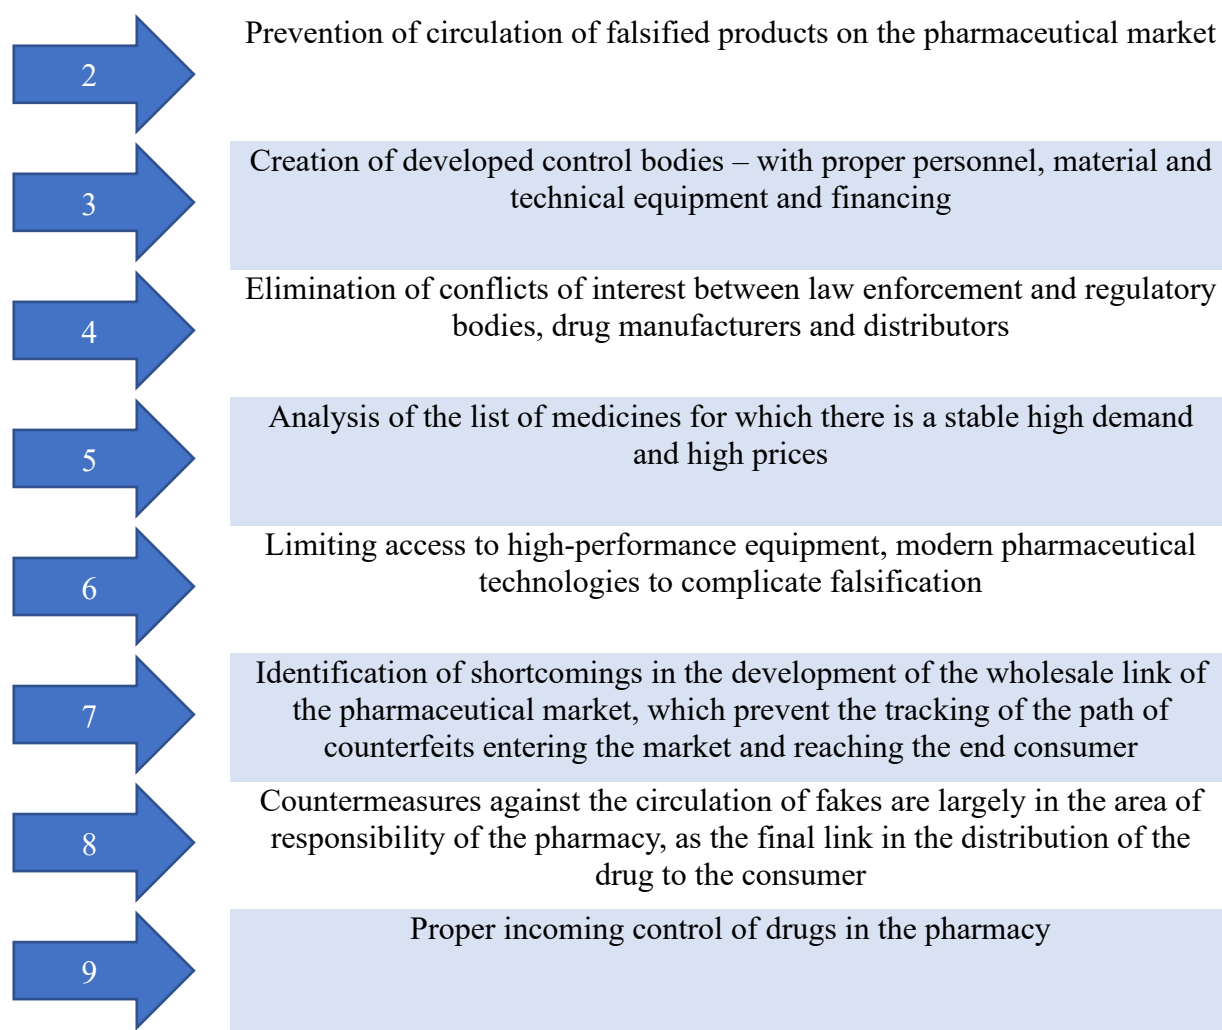 Prevention of circulation of falsified products on the pharmaceutical market
2
Creation of developed control bodies – with proper personnel, material and
technical equipment and financing
3
Elimination of conflicts of interest between law enforcement and regulatory
bodies, drug manufacturers and distributors
4
Analysis of the list of medicines for which there is a stable high demand
and high prices
5
Limiting access to high-performance equipment, modern pharmaceutical
technologies to complicate falsification
6
Identification of shortcomings in the development of the wholesale link of
the pharmaceutical market, which prevent the tracking of the path of
counterfeits entering the market and reaching the end consumer
7
Countermeasures against the circulation of fakes are largely in the area of
responsibility of the pharmacy, as the final link in the distribution of the
drug to the consumer
8
Proper incoming control of drugs in the pharmacy
9